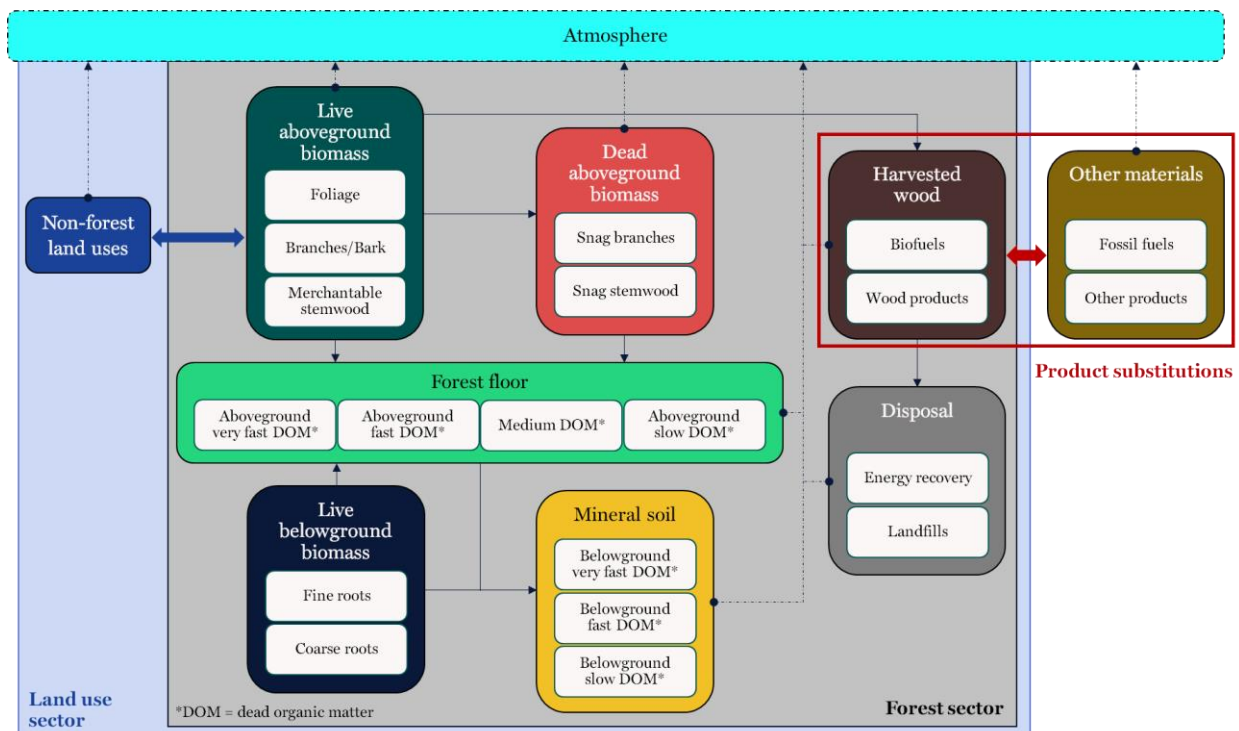 Atmosphere
Live
aboveground
biomass
Foliage
Branches/Bark
Merchantable
stemwood
Dead
aboveground
biomass
Snag branches
Snag stemwood
Harvested
wood
Biofuels
Wood products
Other materials
Fossil fuels
Other products
Non-forest
land uses
Product substitutions
Forest floor
Aboveground
very fast DOM*
Aboveground
fast DOM*
Medium DOM*
Aboveground
slow DOM*
Disposal
Energy recovery
Landfills
Live
belowground
biomass
Fine roots
Coarse roots
Mineral soil
Belowground
very fast DOM*
Belowground
fast DOM*
Belowground
slow DOM*
Land use
sector
*DOM = dead organic matter
Forest sector